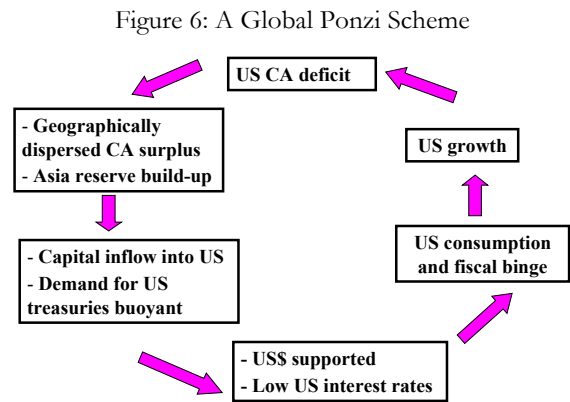 Figure 6: A Global Ponzi Scheme
US CA deficit
- Geographically
dispersed CA surplus
- Asia reserve build-up
- Capital inflow into US
- Demand for US
treasuries buoyant
- US$ supported
- Low US interest rates
US consumption
and fiscal binge
US growth